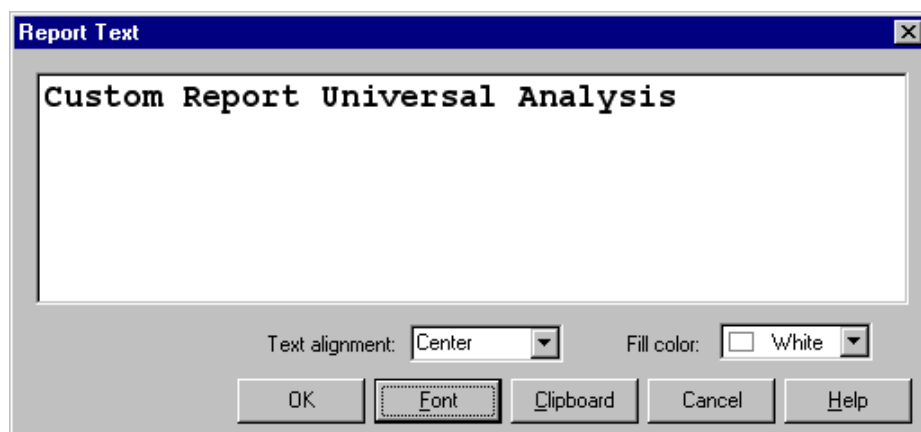 Report Text
Custom Report Universal Analysis
Text alignment: Center Fill color: White
OK Font Clipboard Cancel Help